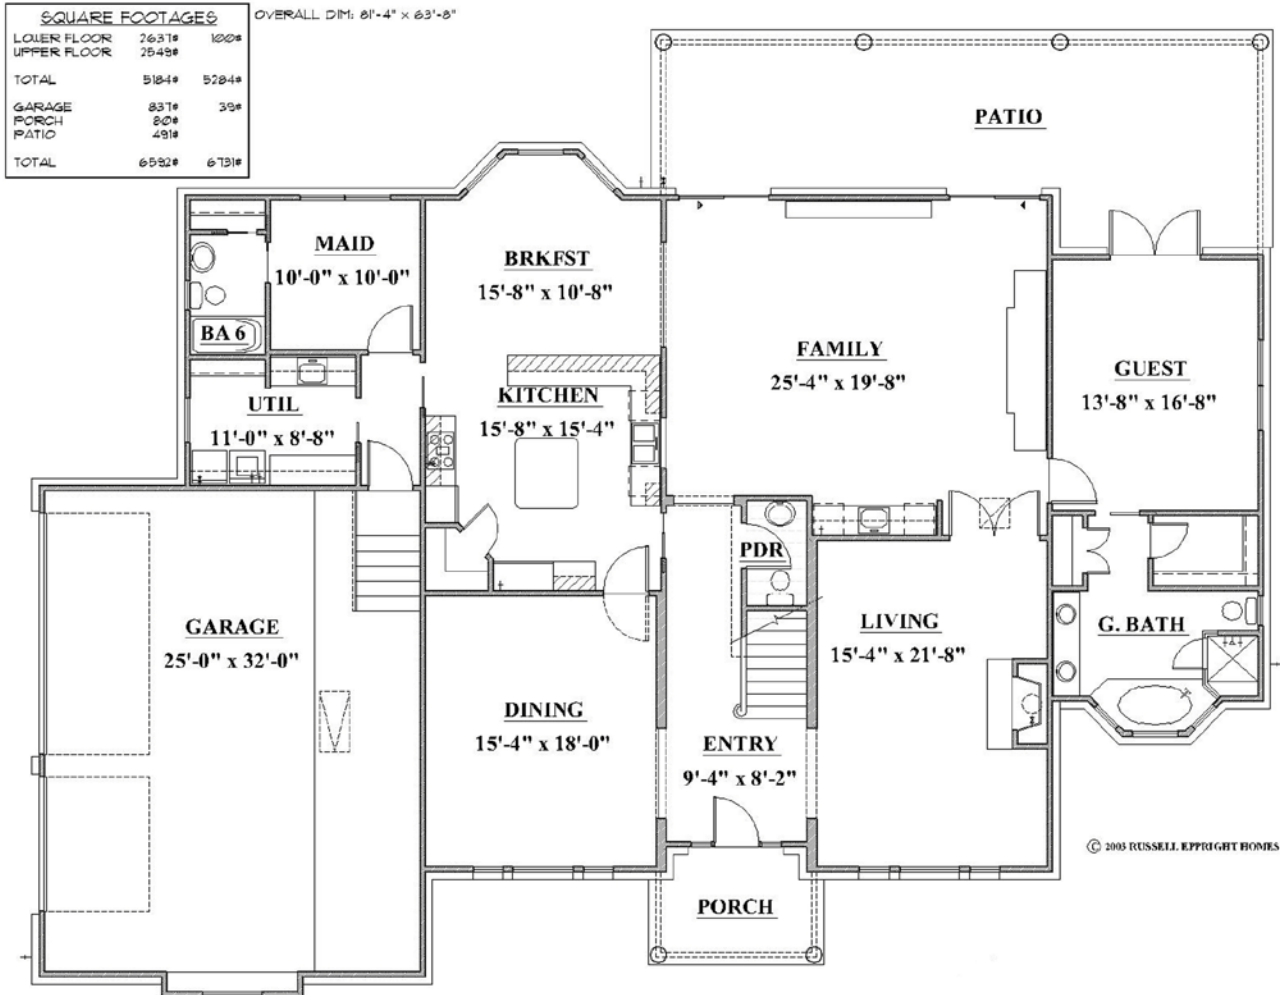 SQUARE FOOTAGES
LOWER FLOOR 2637# 100#
UPPER FLOOR 2549#
TOTAL 5184# 5284#
GARAGE 837# 39#
PORCH 80#
PATIO 491#
TOTAL 6592# 6731#
OVERALL DIM: 81'-4" x 63'-8"
PATIO
MAID
10'-0" x 10'-0"
BRKFST
15'-8" x 10'-8"
BA 6
FAMILY
25'-4" x 19'-8"
GUEST
13'-8" x 16'-8"
UTIL
11'-0" x 8'-8"
KITCHEN
15'-8" x 15'-4"
PDR
GARAGE
25'-0" x 32'-0"
LIVING
15'-4" x 21'-8"
G. BATH
DINING
15'-4" x 18'-0"
ENTRY
9'-4" x 8'-2"
© 2005 RUSSELL EPPRIGHT HOMES
PORCH